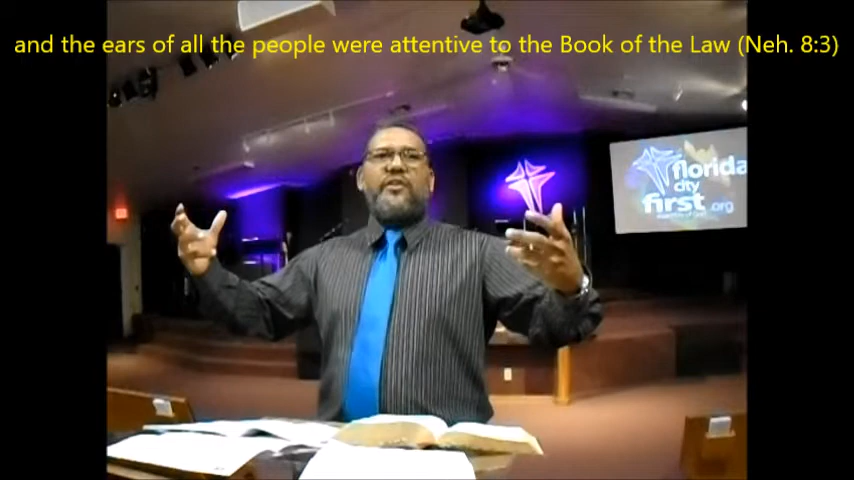 and the ears of all the people were attentive to the Book of the Law (Neh. 8:3)
florida
city
first.org